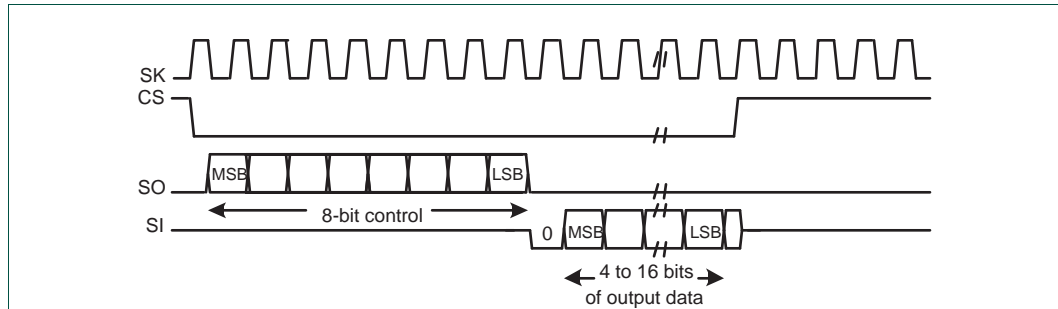 SK
CS
SO
MSB
LSB
8-bit control
SI
0
MSB
LSB
4 to 16 bits
of output data